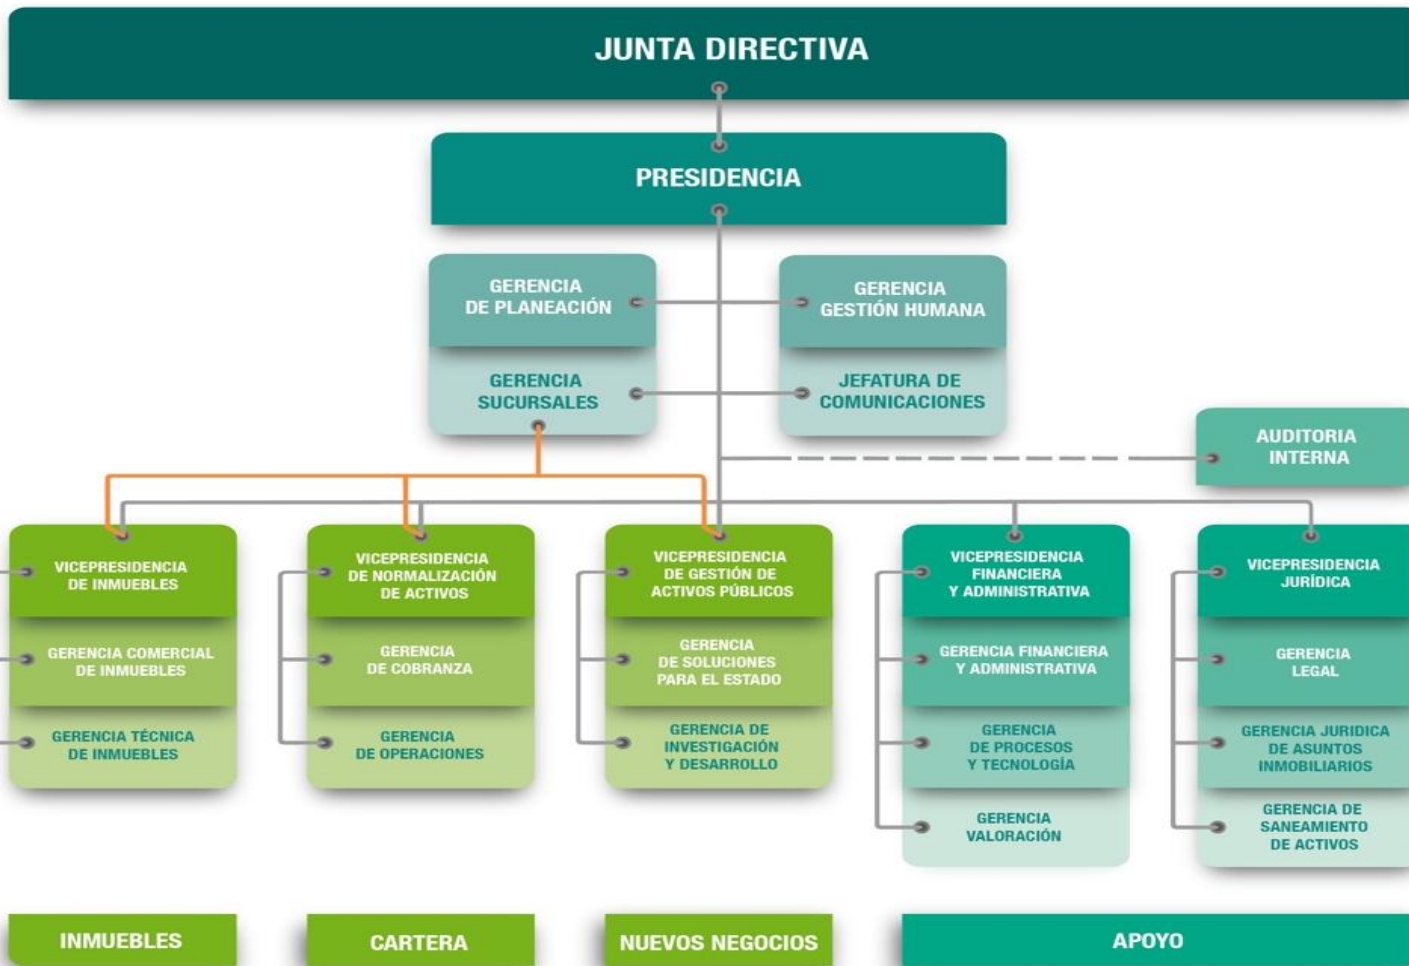 JUNTA DIRECTIVA
PRESIDENCIA
GERENCIA
DE PLANEACIÓN
GERENCIA
GESTIÓN HUMANA
GERENCIA
SUCURSALES
JEFATURA DE
COMUNICACIONES
AUDITORIA
INTERNA
VICEPRESIDENCIA
DE INMUEBLES
GERENCIA COMERCIAL
DE INMUEBLES
GERENCIA TÉCNICA
DE INMUEBLES
VICEPRESIDENCIA
DE NORMALIZACIÓN
DE ACTIVOS
GERENCIA
DE COBRANZA
GERENCIA
DE OPERACIONES
VICEPRESIDENCIA
DE GESTIÓN DE
ACTIVOS PÚBLICOS
GERENCIA
DE SOLUCIONES
PARA EL ESTADO
GERENCIA DE
INVESTIGACIÓN
Y DESARROLLO
VICEPRESIDENCIA
FINANCIERA
Y ADMINISTRATIVA
GERENCIA FINANCIERA
Y ADMINISTRATIVA
GERENCIA
DE PROCESOS
Y TECNOLOGÍA
GERENCIA
VALORACIÓN
VICEPRESIDENCIA
JURÍDICA
GERENCIA
LEGAL
GERENCIA JURIDICA
DE ASUNTOS
INMOBILIARIOS
GERENCIA DE
SANEAMIENTO
DE ACTIVOS
INMUEBLES
CARTERA
NUEVOS NEGOCIOS
APOYO